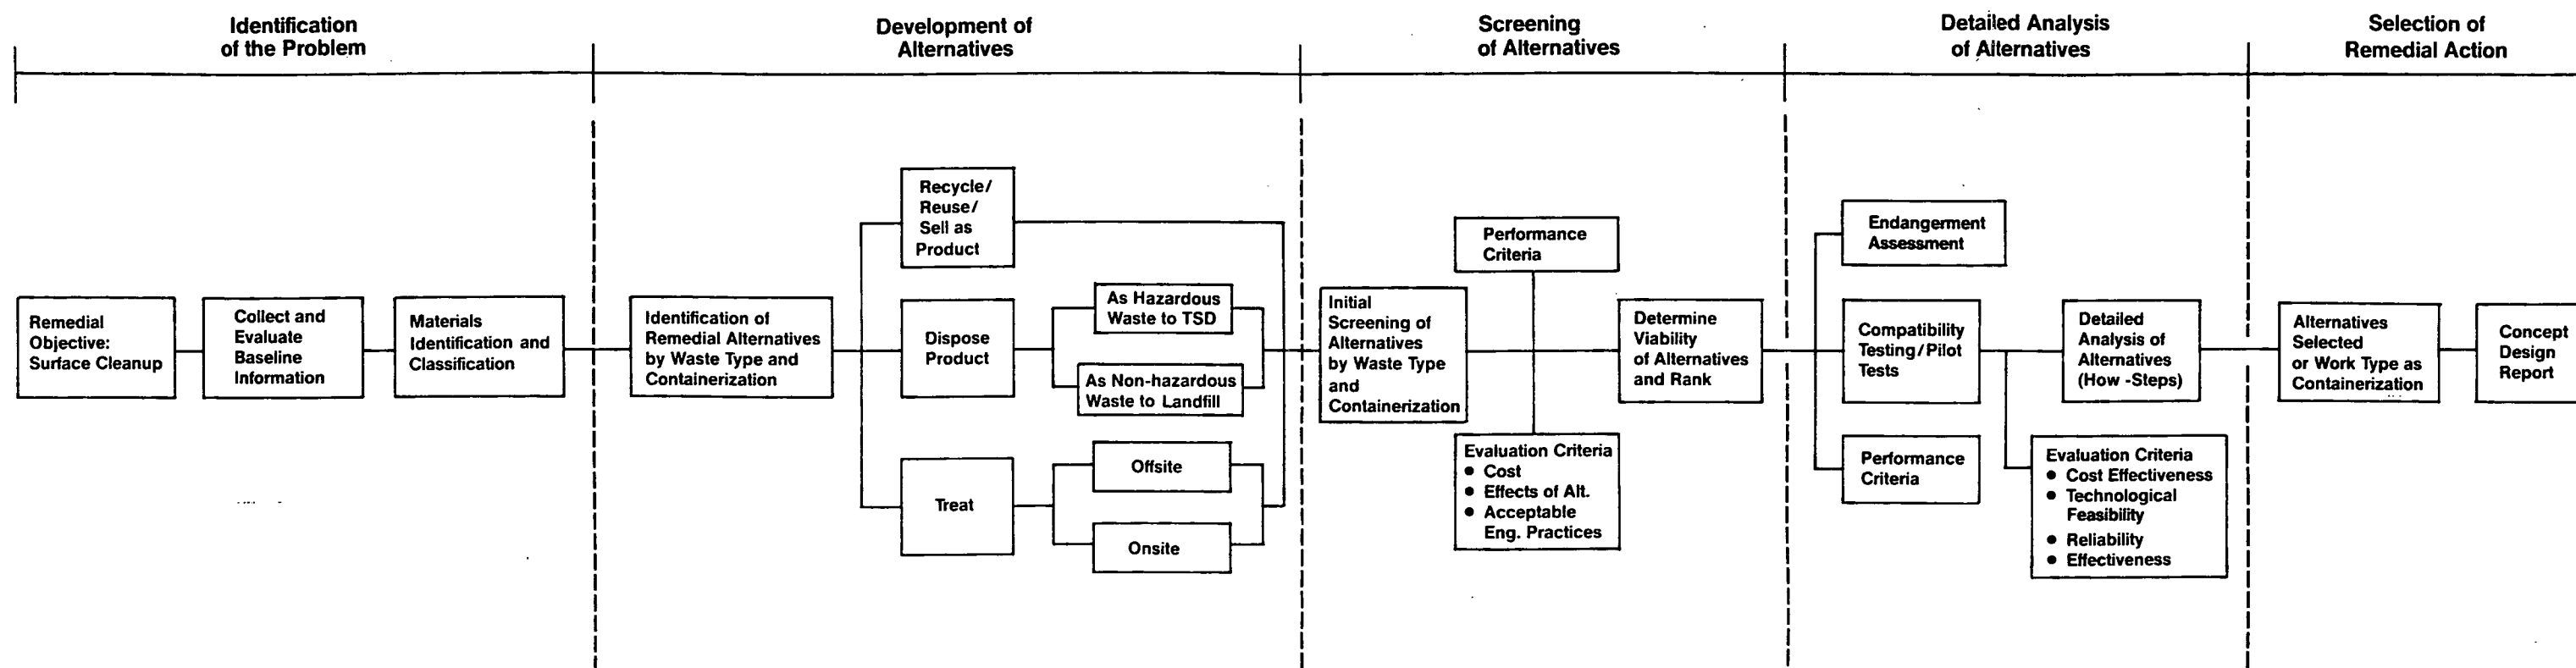 Identification
of the Problem
Development of
Alternatives
Screening
of Alternatives
Detailed Analysis
of Alternatives
Selection of
Remedial Action
Remedial
Objective:
Surface Cleanup
Collect and
Evaluate
Baseline
Information
Materials
Identification and
Classification
Identification of
Remedial Alternatives
by Waste Type and
Containerization
Recycle/
Reuse/
Sell as
Product
Dispose
Product
As Hazardous
Waste to TSD
As Non-hazardous
Waste to Landfill
Treat
Offsite
Onsite
Initial
Screening of
Alternatives
by Waste Type
and
Containerization
Performance
Criteria
Evaluation Criteria
• Cost
• Effects of Alt.
• Acceptable
Eng. Practices
Determine
Viability
of Alternatives
and Rank
Endangerment
Assessment
Compatibility
Testing/Pilot
Tests
Performance
Criteria
Detailed
Analysis of
Alternatives
(How -Steps)
Evaluation Criteria
• Cost Effectiveness
• Technological
Feasibility
• Reliability
• Effectiveness
Alternatives
Selected
or Work Type as
Containerization
Concept
Design
Report